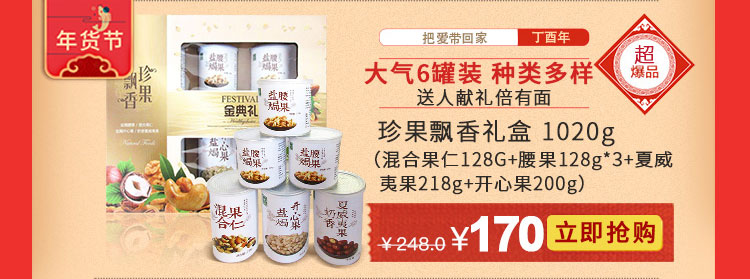 年货节
珍果
飘香
Natural Foods
FESTIVAL
金典礼
盐焗腰果
盐焗腰果
盐焗腰果
混合果仁
盐焗开心果
奶香夏威夷果
把爱带回家 丁酉年
大气6罐装 种类多样
送人献礼倍有面
超
爆品
珍果飘香礼盒 1020g
(混合果仁128G+腰果128g*3+夏威
夷果218g+开心果200g)
￥248.0 ¥170 立即抢购